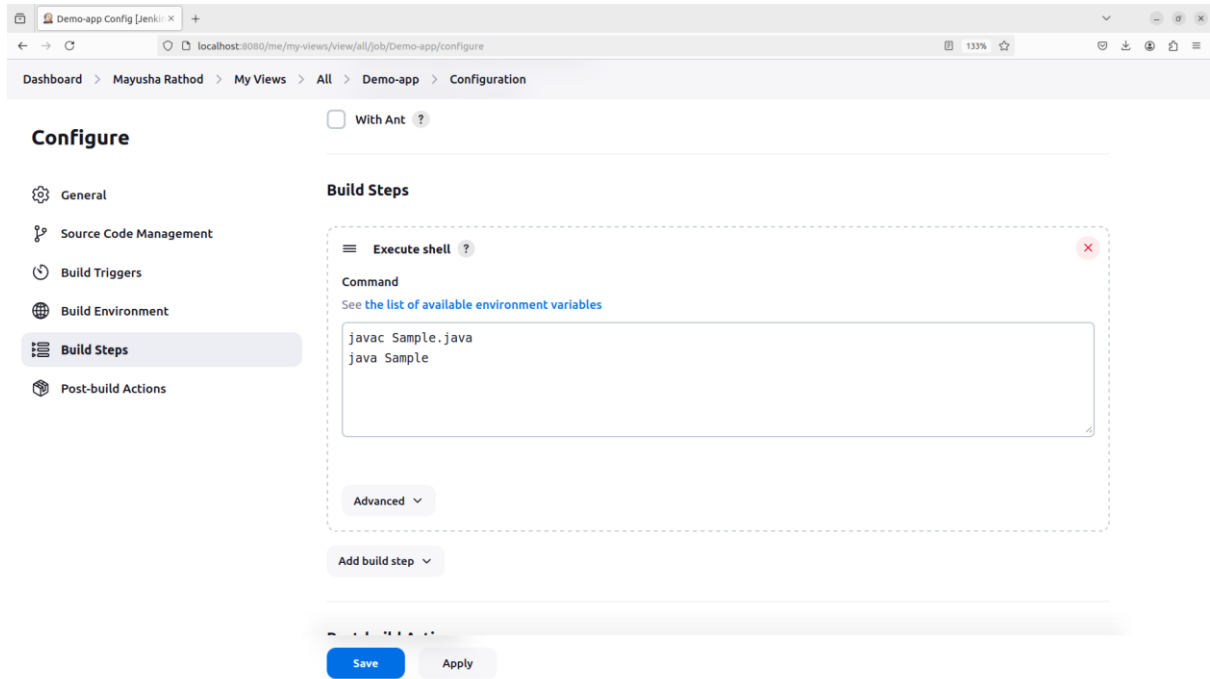 Demo-app Config [Jenkin
localhost:8080/me/my-views/view/all/job/Demo-app/configure
133%
Dashboard > Mayusha Rathod > My Views > All > Demo-app > Configuration
With Ant ?
Configure
General
Source Code Management
Build Triggers
Build Environment
Build Steps
Post-build Actions
Build Steps
Execute shell ?
Command
See the list of available environment variables
javac Sample.java
java Sample
Advanced
Add build step
Save Apply